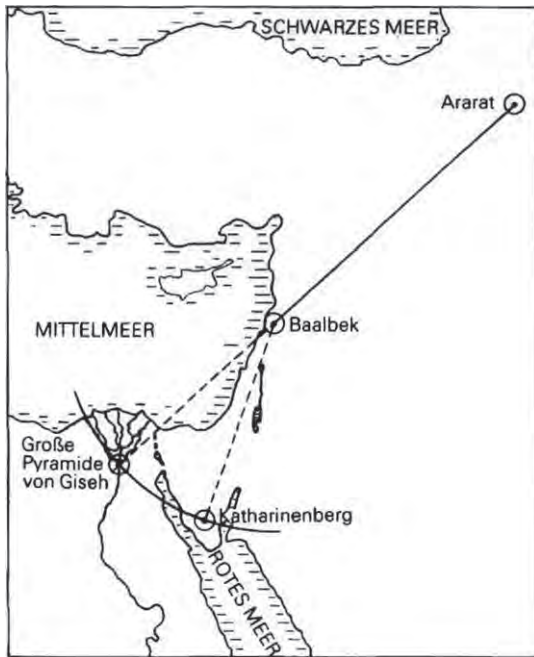 SCHWARZES MEER
Ararat
MITTELMEER
Baalbek
Große
Pyramide
von Giseh
Katharinenberg
ROTES MEER